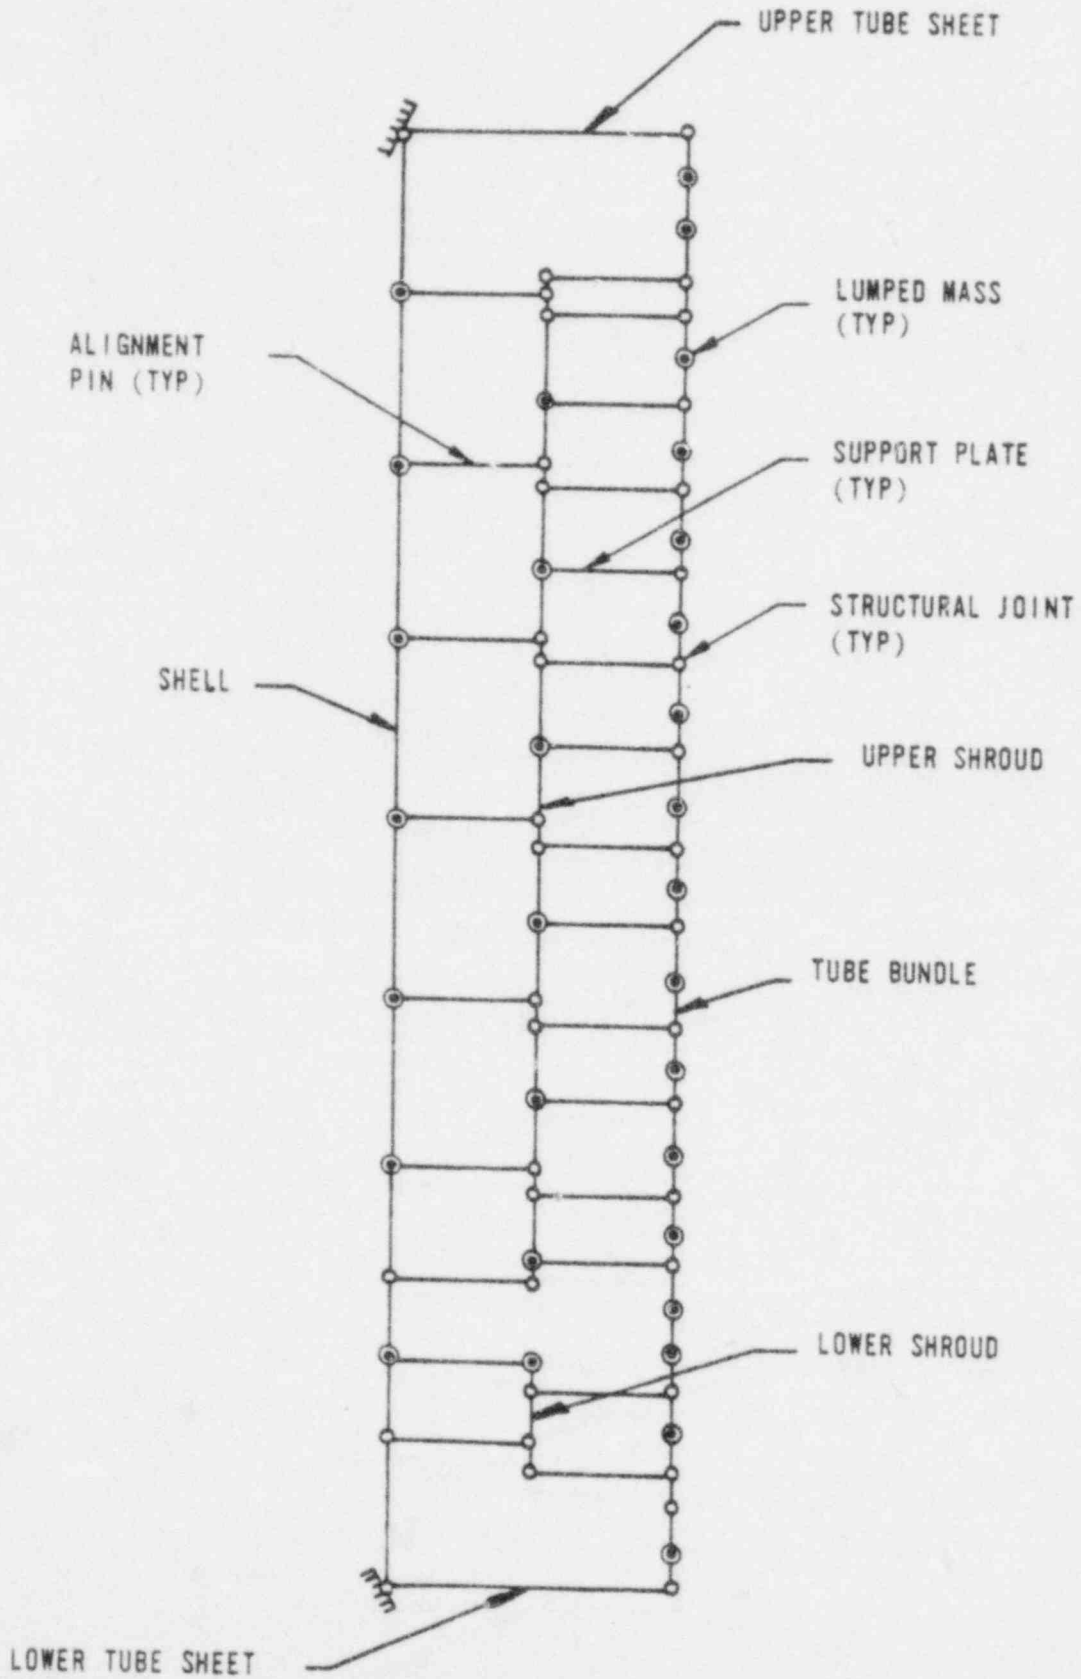 UPPER TUBE SHEET
LUMPED MASS
(TYP)
ALIGNMENT
PIN (TYP)
SUPPORT PLATE
(TYP)
STRUCTURAL JOINT
(TYP)
SHELL
UPPER SHROUD
TUBE BUNDLE
LOWER SHROUD
LOWER TUBE SHEET